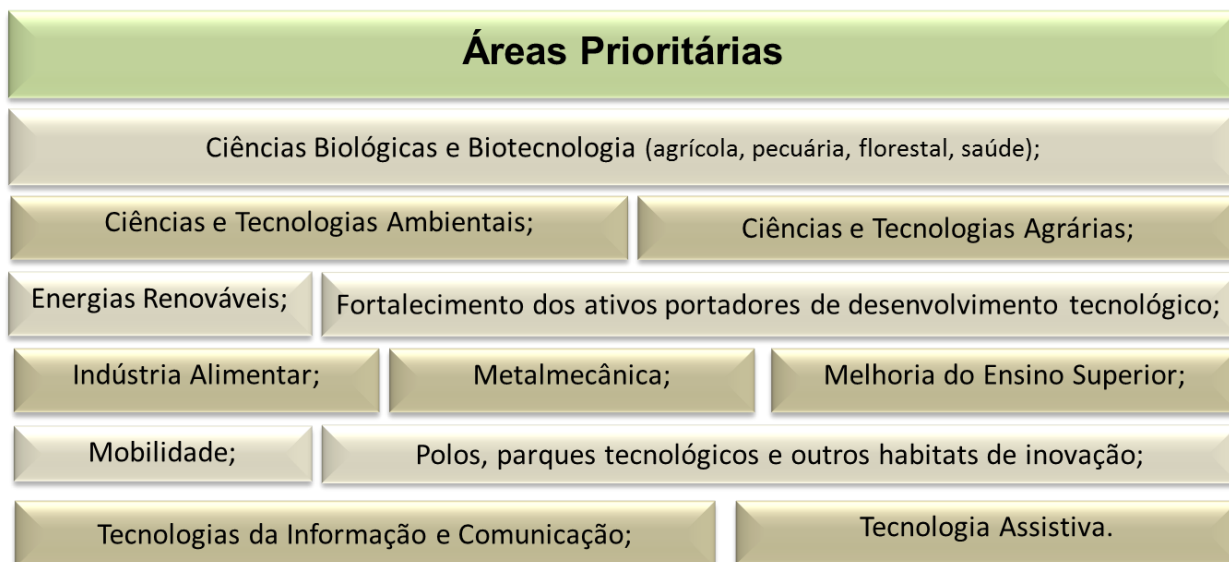 Áreas Prioritárias
Ciências Biológicas e Biotecnologia (agrícola, pecuária, florestal, saúde);
Ciências e Tecnologias Ambientais;
Ciências e Tecnologias Agrárias;
Energias Renováveis;
Fortalecimento dos ativos portadores de desenvolvimento tecnológico;
Indústria Alimentar;
Metalmecânica;
Melhoria do Ensino Superior;
Mobilidade;
Polos, parques tecnológicos e outros habitats de inovação;
Tecnologias da Informação e Comunicação;
Tecnologia Assistiva.